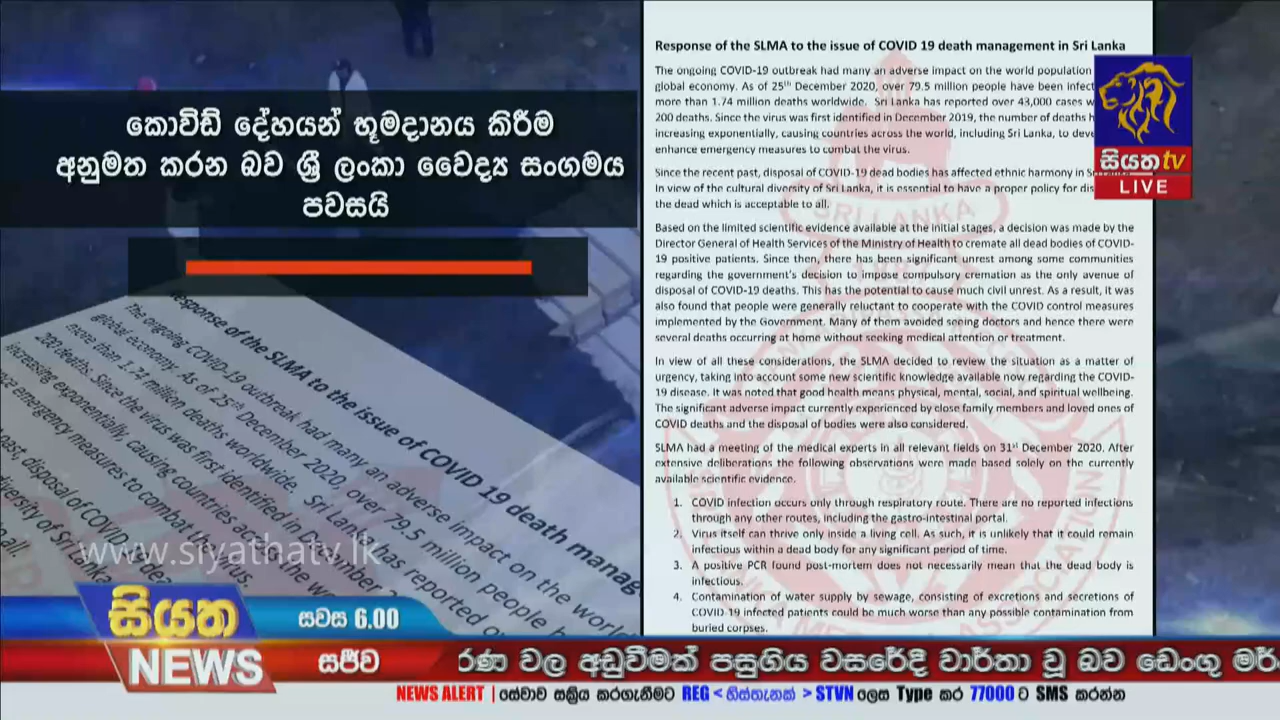 කොවිඩ් දේහයන් භූමදානය කිරීම
අනුමත කරන බව ශ්‍රී ලංකා වෛද්‍ය සංගමය
පවසයි
Response of the SLMA to the issue of COVID 19 death management in Sri Lanka
The ongoing COVID-19 outbreak had many an adverse impact on the world population
global economy. As of 25th December 2020, over 79.5 million people have been
more than 1.74 million deaths worldwide. Sri Lanka has reported over 43,000 cases
200 deaths. Since the virus was first identified in December 2019, the number of deaths
increasing exponentially, causing countries across the world, including Sri Lanka, to
enhance emergency measures to combat the virus.
Since the recent past, disposal of COVID-19 dead bodies has affected ethnic harmony in
In view of the cultural diversity of Sri Lanka, it is essential to have a proper policy for
the dead which is acceptable to all.
Based on the limited scientific evidence available at the initial stages, a decision was made by the
Director General of Health Services of the Ministry of Health to cremate all dead bodies of COVID-
19 positive patients. Since then, there has been significant unrest among some communities
regarding the government's decision to impose compulsory cremation as the only avenue of
disposal of COVID-19 deaths. This has the potential to cause much civil unrest. As a result, it was
also found that people were generally reluctant to cooperate with the COVID control measures
implemented by the Government. Many of them avoided seeing doctors and hence there were
several deaths occurring at home without seeking medical attention or treatment.
In view of all these considerations, the SLMA decided to review the situation as a matter of
urgency, taking into account some new scientific knowledge available now regarding the COVID-
19 disease. It was noted that good health means physical, mental, social, and spiritual wellbeing.
The significant adverse impact currently experienced by close family members and loved ones of
COVID deaths and the disposal of bodies were also considered.
SLMA had a meeting of the medical experts in all relevant fields on 31st December 2020. After
extensive deliberations the following observations were made based solely on the currently
available scientific evidence.
1. COVID infection occurs only through respiratory route. There are no reported infections
through any other routes, including the gastro-intestinal portal.
2. Virus itself can thrive only inside a living cell. As such, it is unlikely that it could remain
infectious within a dead body for any significant period of time.
3. A positive PCR found post-mortem does not necessarily mean that the dead body is
infectious.
4. Contamination of water supply by sewage, consisting of excretions and secretions of
COVID-19 infected patients could be much worse than any possible contamination from
buried corpses.
සියත tv
LIVE
Response of the SLMA to the issue of COVID 19 death
The ongoing COVID-19 outbreak had many an adverse impact on the world
global economy. As of 25th December 2020, over 79.5 million people
more than 1.74 million deaths worldwide. Sri Lanka has reported
200 deaths. Since the virus was first identified in
increasing exponentially, causing countries
emergency measures to combat the virus.
past, disposal of COVID
www.siyathatv.lk
සියත
NEWS
සවස 6.00
සජීව
රණ වල අඩුවීමක් පසුගිය වසරේදී වාර්තා වූ බව ඩෙංගු මර්
NEWS ALERT | සේවාව සක්‍රිය කරගැනීමට REG < හිස්තැනක් > STVN ලෙස Type කර 77000 ට SMS කරන්න